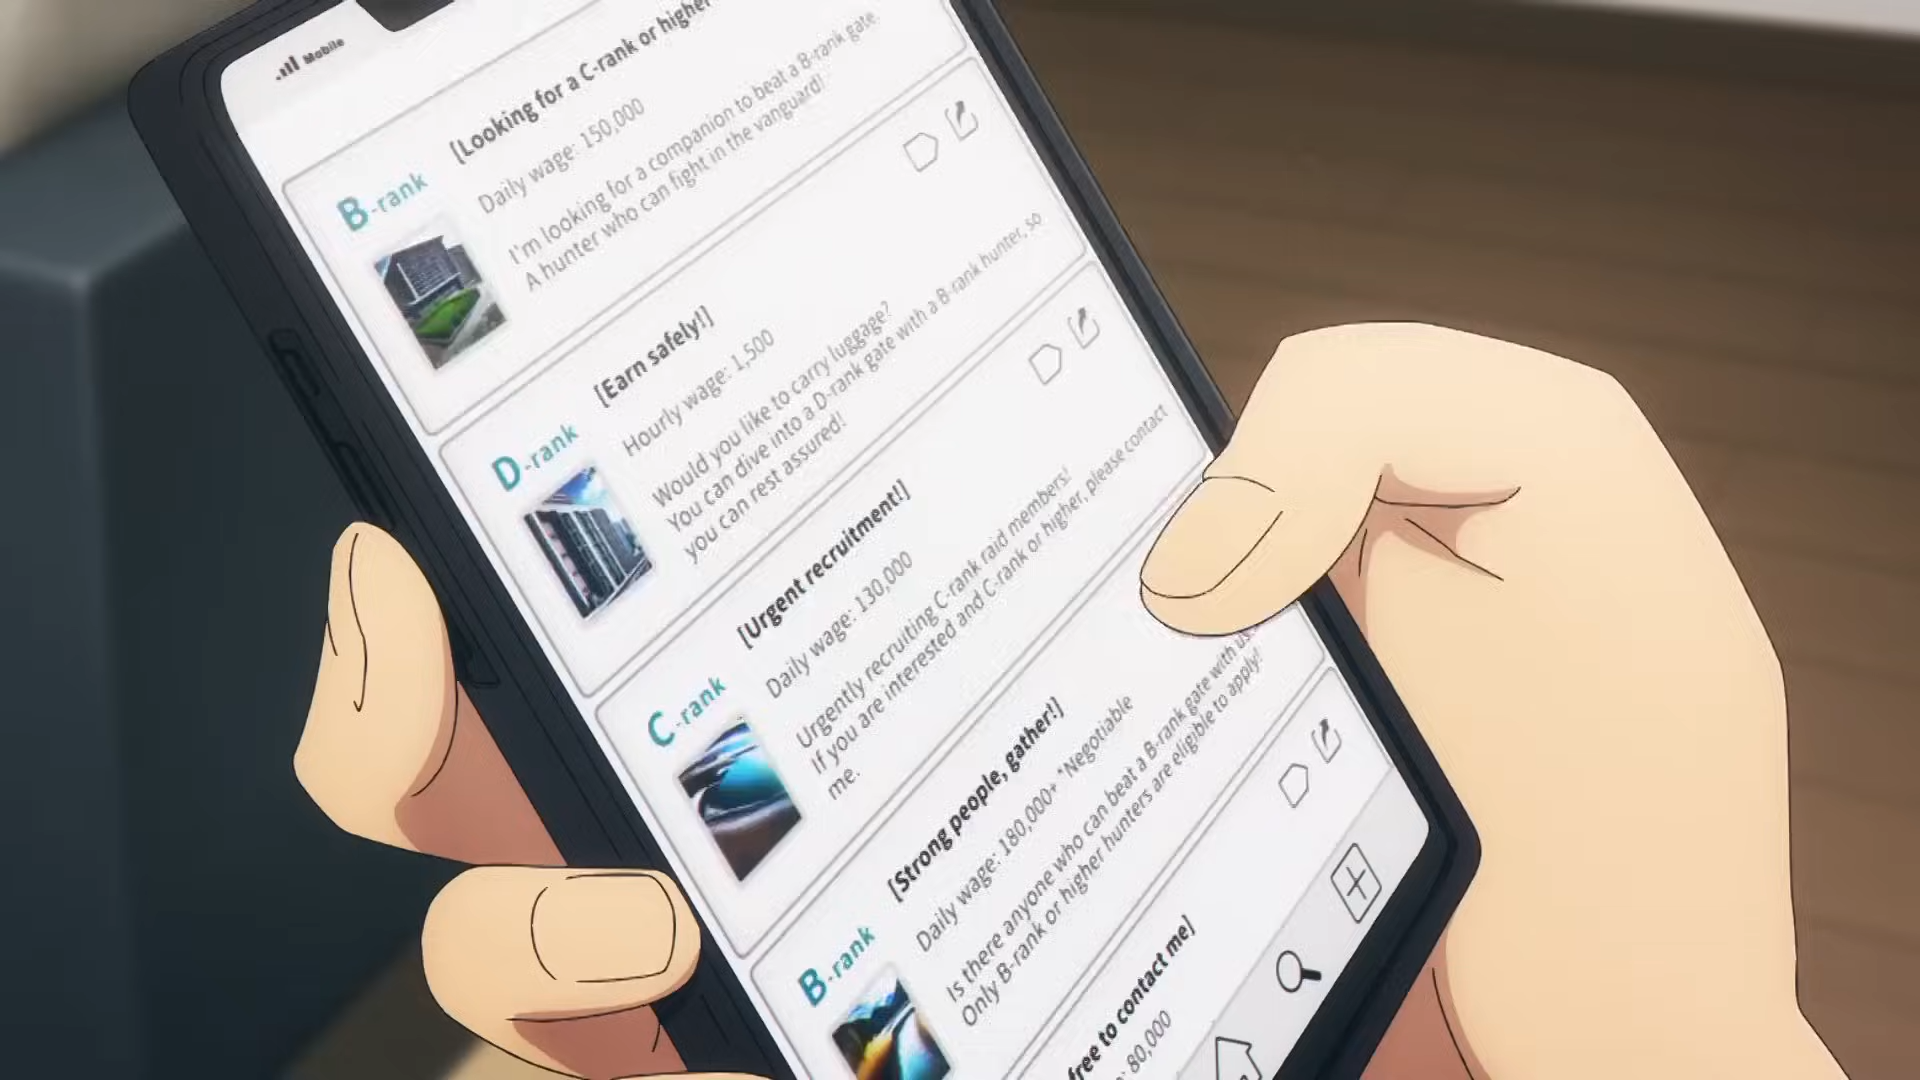 Mobile
[Looking for a C-rank or higher
B-rank
Daily wage: 150,000
I'm looking for a companion to beat a B-rank gate.
A hunter who can fight in the vanguard!
[Earn safely!]
D-rank
Hourly wage: 1,500
Would you like to carry luggage?
You can dive into a D-rank gate with a B-rank hunter, so
you can rest assured!
[Urgent recruitment!]
C-rank
Daily wage: 130,000
Urgently recruiting C-rank raid members!
If you are interested and C-rank or higher, please contact
me.
[Strong people, gather!]
B-rank
Daily wage: 180,000+ *Negotiable
Is there anyone who can beat a B-rank gate with us?
Only B-rank or higher hunters are eligible to apply!
free to contact me]
: 80,000